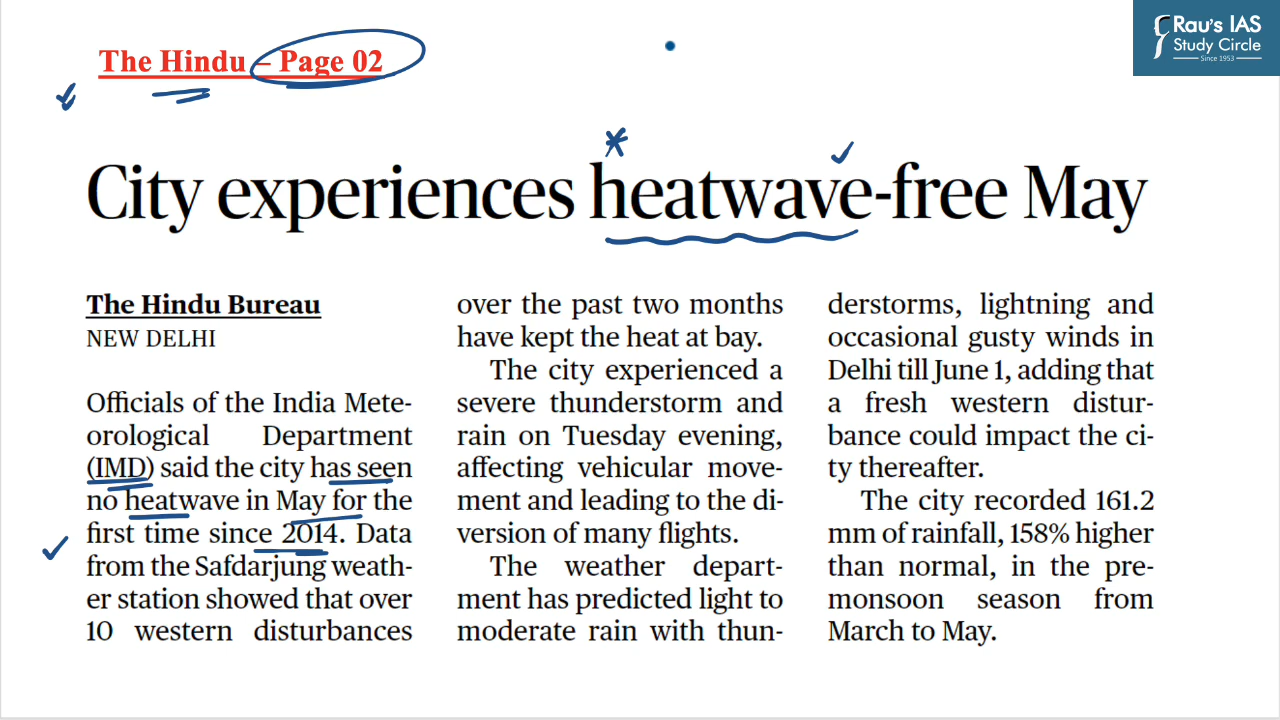 The Hindu – Page 02
Rau's IAS
Study Circle
Since 1953
City experiences heatwave-free May
The Hindu Bureau
NEW DELHI
Officials of the India Mete-
orological Department
(IMD) said the city has seen
no heatwave in May for the
first time since 2014. Data
from the Safdarjung weath-
er station showed that over
10 western disturbances
over the past two months
have kept the heat at bay.
The city experienced a
severe thunderstorm and
rain on Tuesday evening,
affecting vehicular move-
ment and leading to the di-
version of many flights.
The weather depart-
ment has predicted light to
moderate rain with thun-
derstorms, lightning and
occasional gusty winds in
Delhi till June 1, adding that
a fresh western distur-
bance could impact the ci-
ty thereafter.
The city recorded 161.2
mm of rainfall, 158% higher
than normal, in the pre-
monsoon season from
March to May.